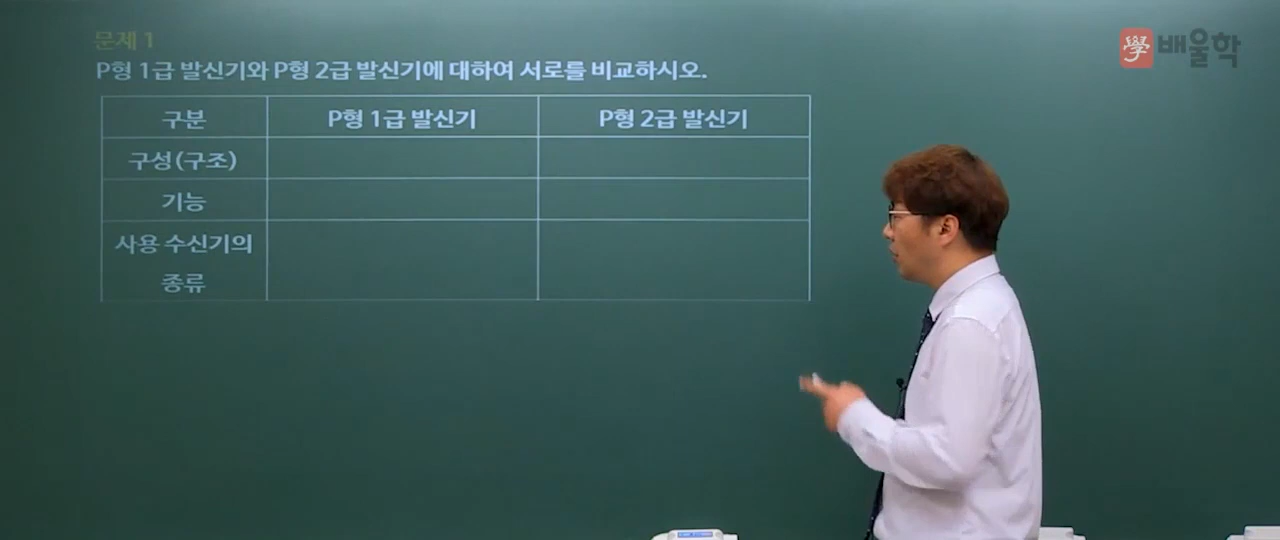 문제 1
學 배울학
P형 1급 발신기와 P형 2급 발신기에 대하여 서로를 비교하시오.
구분 P형 1급 발신기 P형 2급 발신기
구성(구조)
기능
사용 수신기의
종류